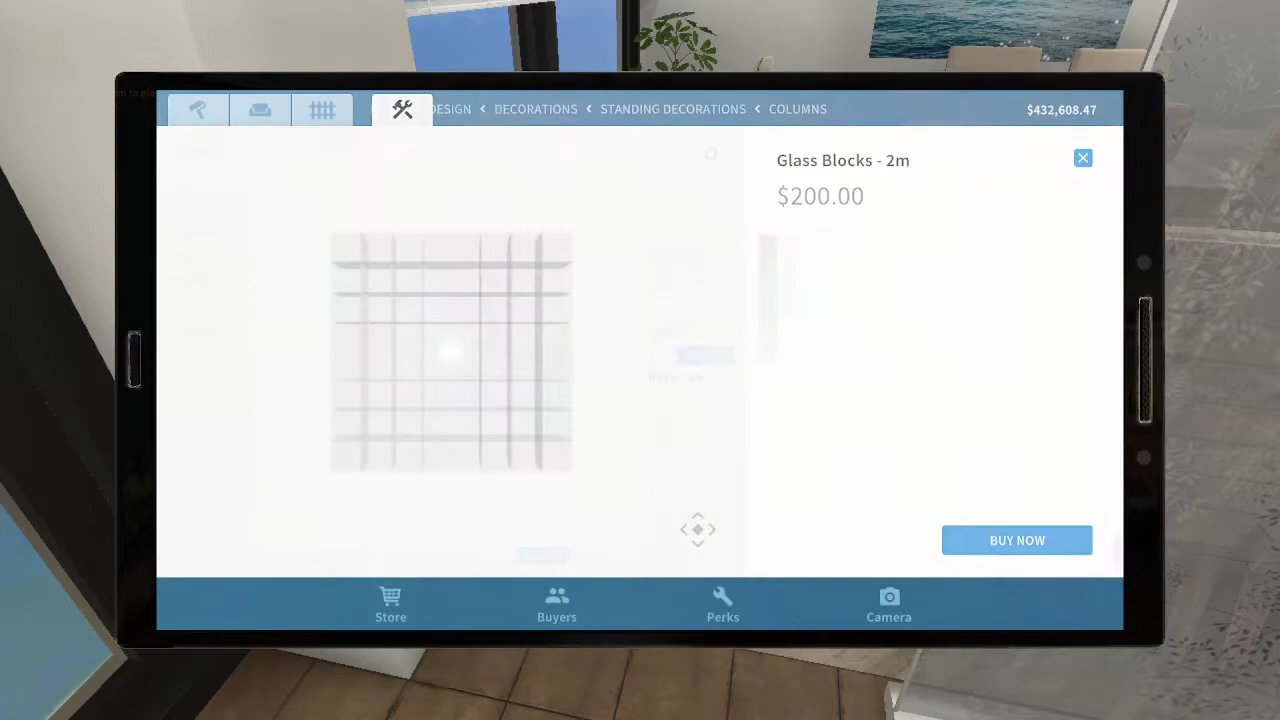 DESIGN < DECORATIONS < STANDING DECORATIONS < COLUMNS
$432,608.47
Glass Blocks - 2m
$200.00
BUY NOW
Store
Buyers
Perks
Camera